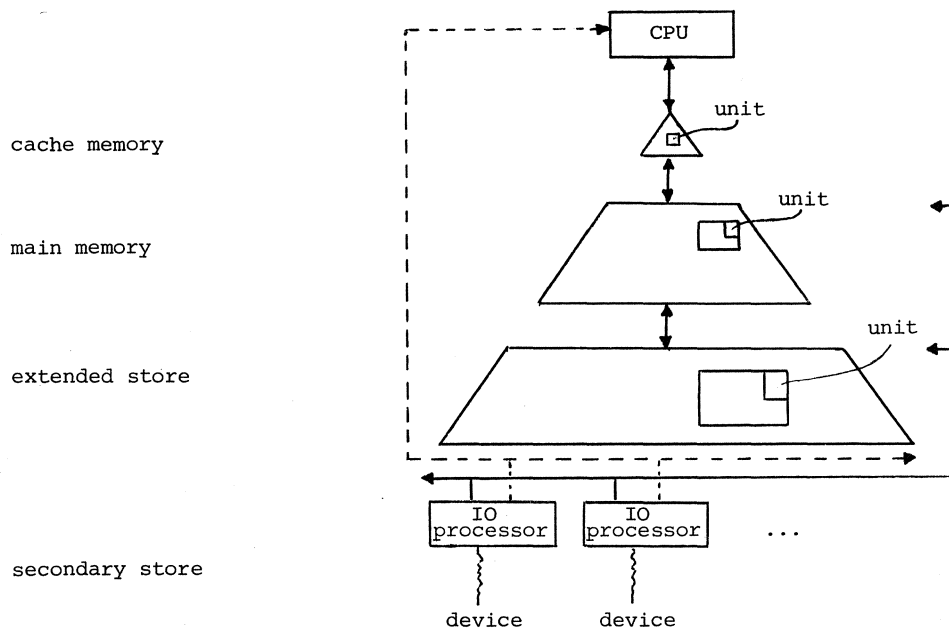 CPU
unit
cache memory
unit
main memory
unit
extended store
IO
processor
IO
processor
...
secondary store
device
device